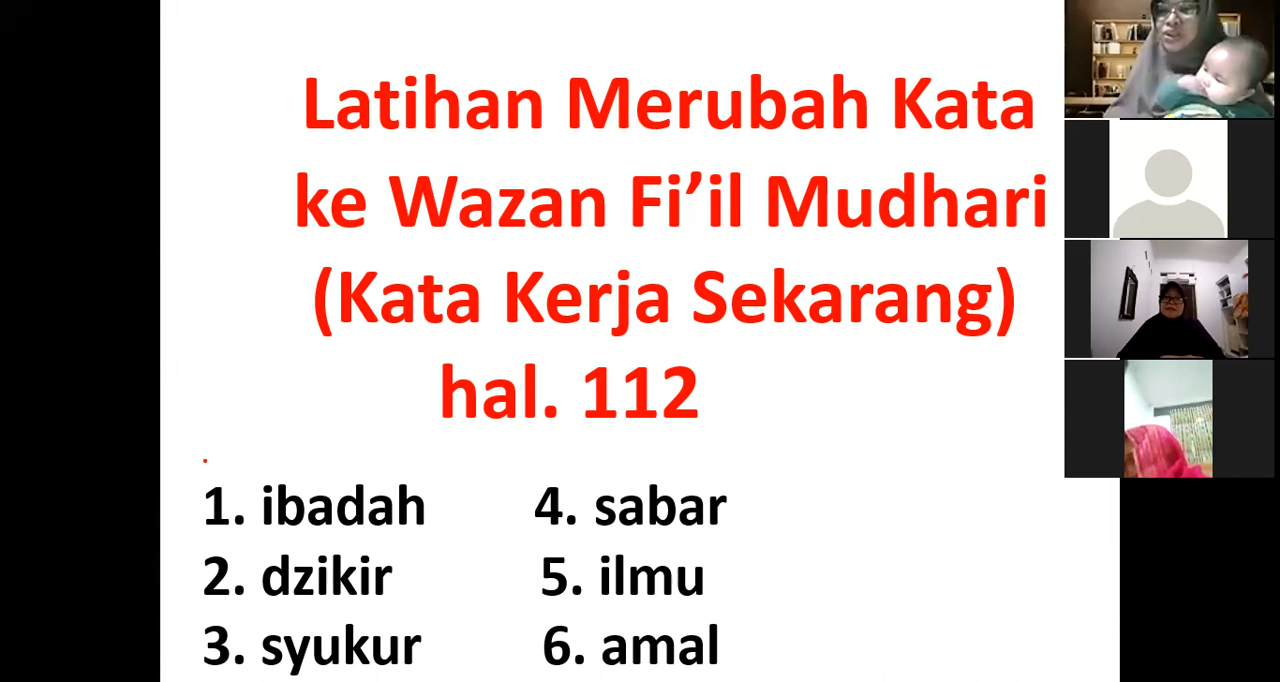 Latihan Merubah Kata
ke Wazan Fi’il Mudhari
(Kata Kerja Sekarang)
hal. 112
1. ibadah 4. sabar
2. dzikir 5. ilmu
3. syukur 6. amal